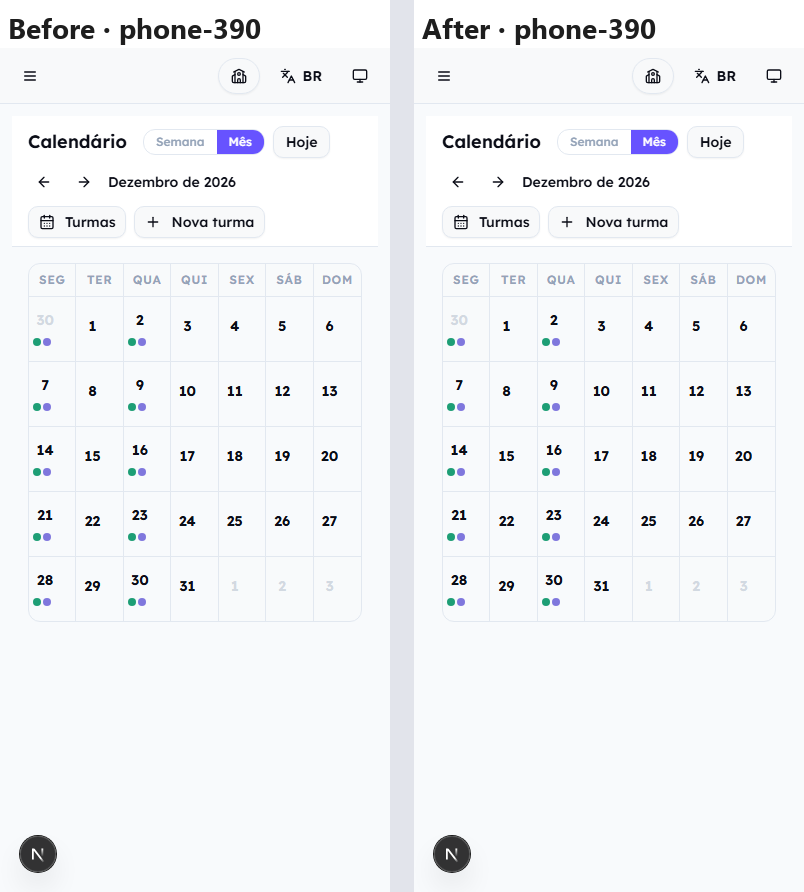 Before · phone-390
BR
Calendário Semana Mês Hoje
Dezembro de 2026
Turmas Nova turma
SEG TER QUA QUI SEX SÁB DOM
30 1 2 3 4 5 6
7 8 9 10 11 12 13
14 15 16 17 18 19 20
21 22 23 24 25 26 27
28 29 30 31 1 2 3
N
After · phone-390
BR
Calendário Semana Mês Hoje
Dezembro de 2026
Turmas Nova turma
SEG TER QUA QUI SEX SÁB DOM
30 1 2 3 4 5 6
7 8 9 10 11 12 13
14 15 16 17 18 19 20
21 22 23 24 25 26 27
28 29 30 31 1 2 3
N